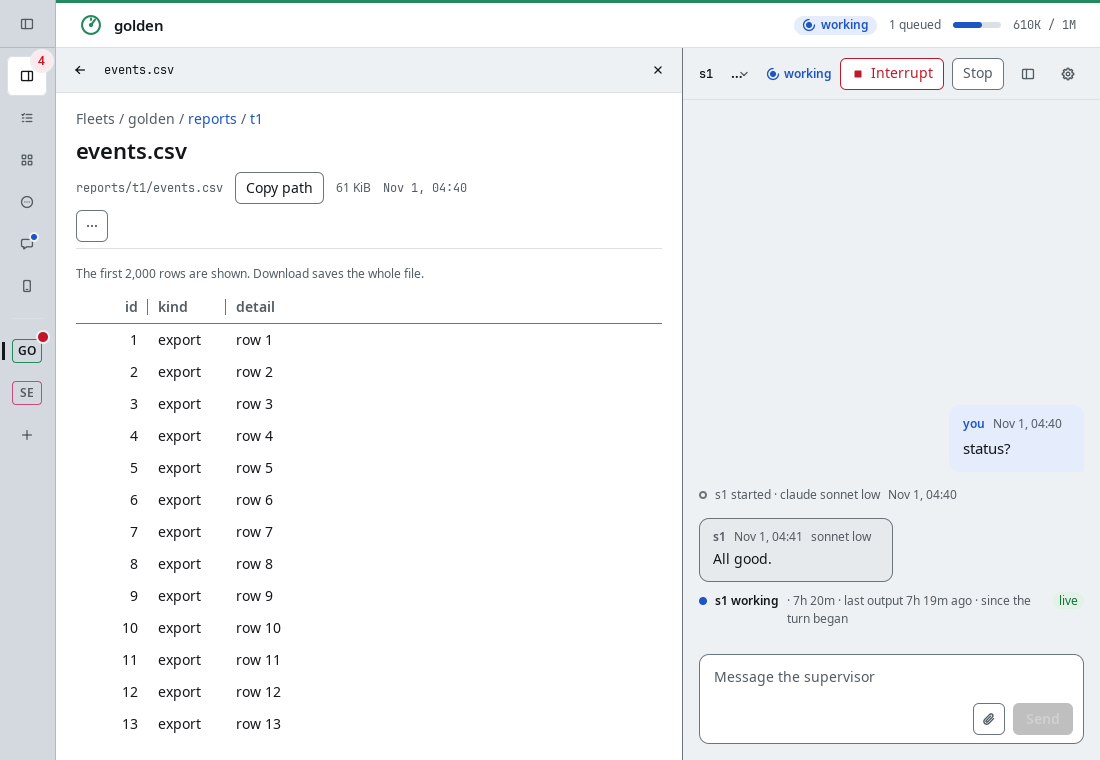 golden
working
1 queued
610K / 1M
4
GO
SE
events.csv
Fleets / golden / reports / t1
events.csv
reports/t1/events.csv
Copy path
61 KiB
Nov 1, 04:40
...
The first 2,000 rows are shown. Download saves the whole file.
id kind detail
1 export row 1
2 export row 2
3 export row 3
4 export row 4
5 export row 5
6 export row 6
7 export row 7
8 export row 8
9 export row 9
10 export row 10
11 export row 11
12 export row 12
13 export row 13
s1 ... working Interrupt Stop
you Nov 1, 04:40
status?
s1 started · claude sonnet low Nov 1, 04:40
s1 Nov 1, 04:41 sonnet low
All good.
s1 working · 7h 20m · last output 7h 19m ago · since the
turn began
live
Message the supervisor
Send